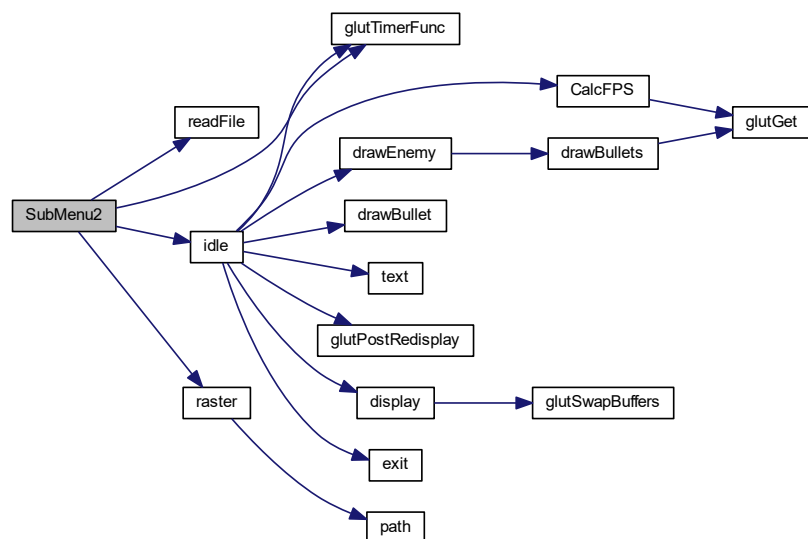 glutTimerFunc
CalcFPS
readFile
glutGet
drawEnemy
drawBullets
SubMenu2
drawBullet
idle
text
glutPostRedisplay
raster
display
glutSwapBuffers
exit
path